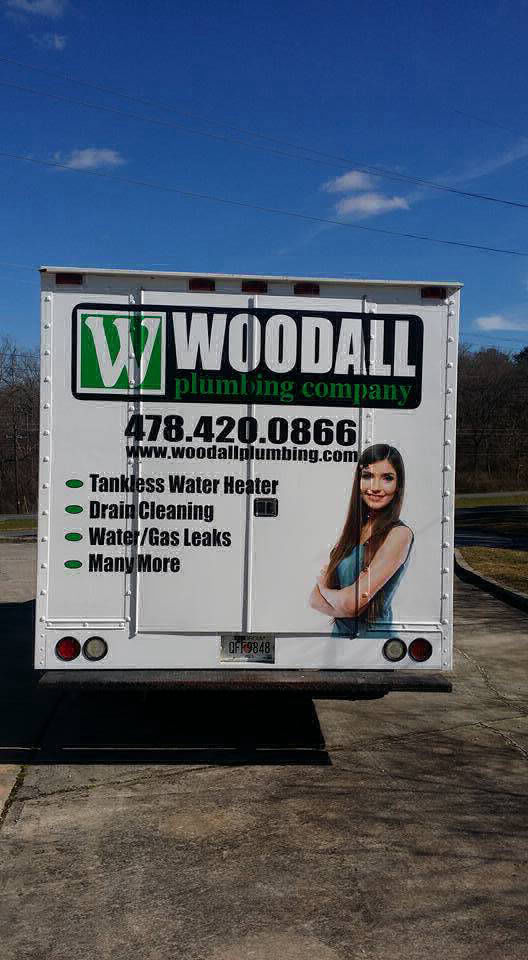 W WOODALL
plumbing company
478.420.0866
www.woodallplumbing.com
Tankless Water Heater
Drain Cleaning
Water/Gas Leaks
Many More
QFF9848